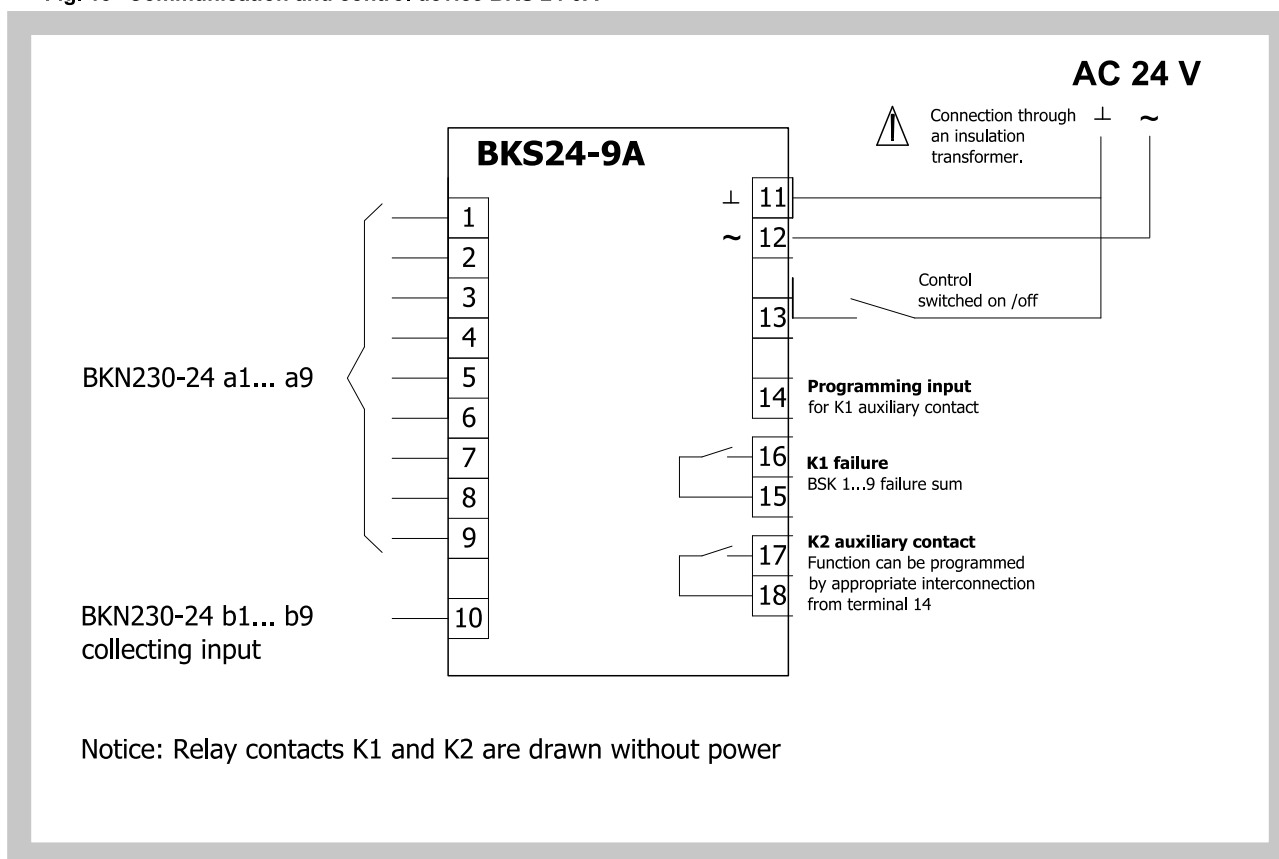 AC 24 V
Connection through
an insulation
transformer.
⊥ ~
BKS24-9A
⊥ 11
~ 12
Control
switched on /off
13
14
Programming input
for K1 auxiliary contact
16
15
K1 failure
BSK 1...9 failure sum
17
18
K2 auxiliary contact
Function can be programmed
by appropriate interconnection
from terminal 14
1
2
3
4
5
6
7
8
9
10
BKN230-24 a1... a9
BKN230-24 b1... b9
collecting input
Notice: Relay contacts K1 and K2 are drawn without power